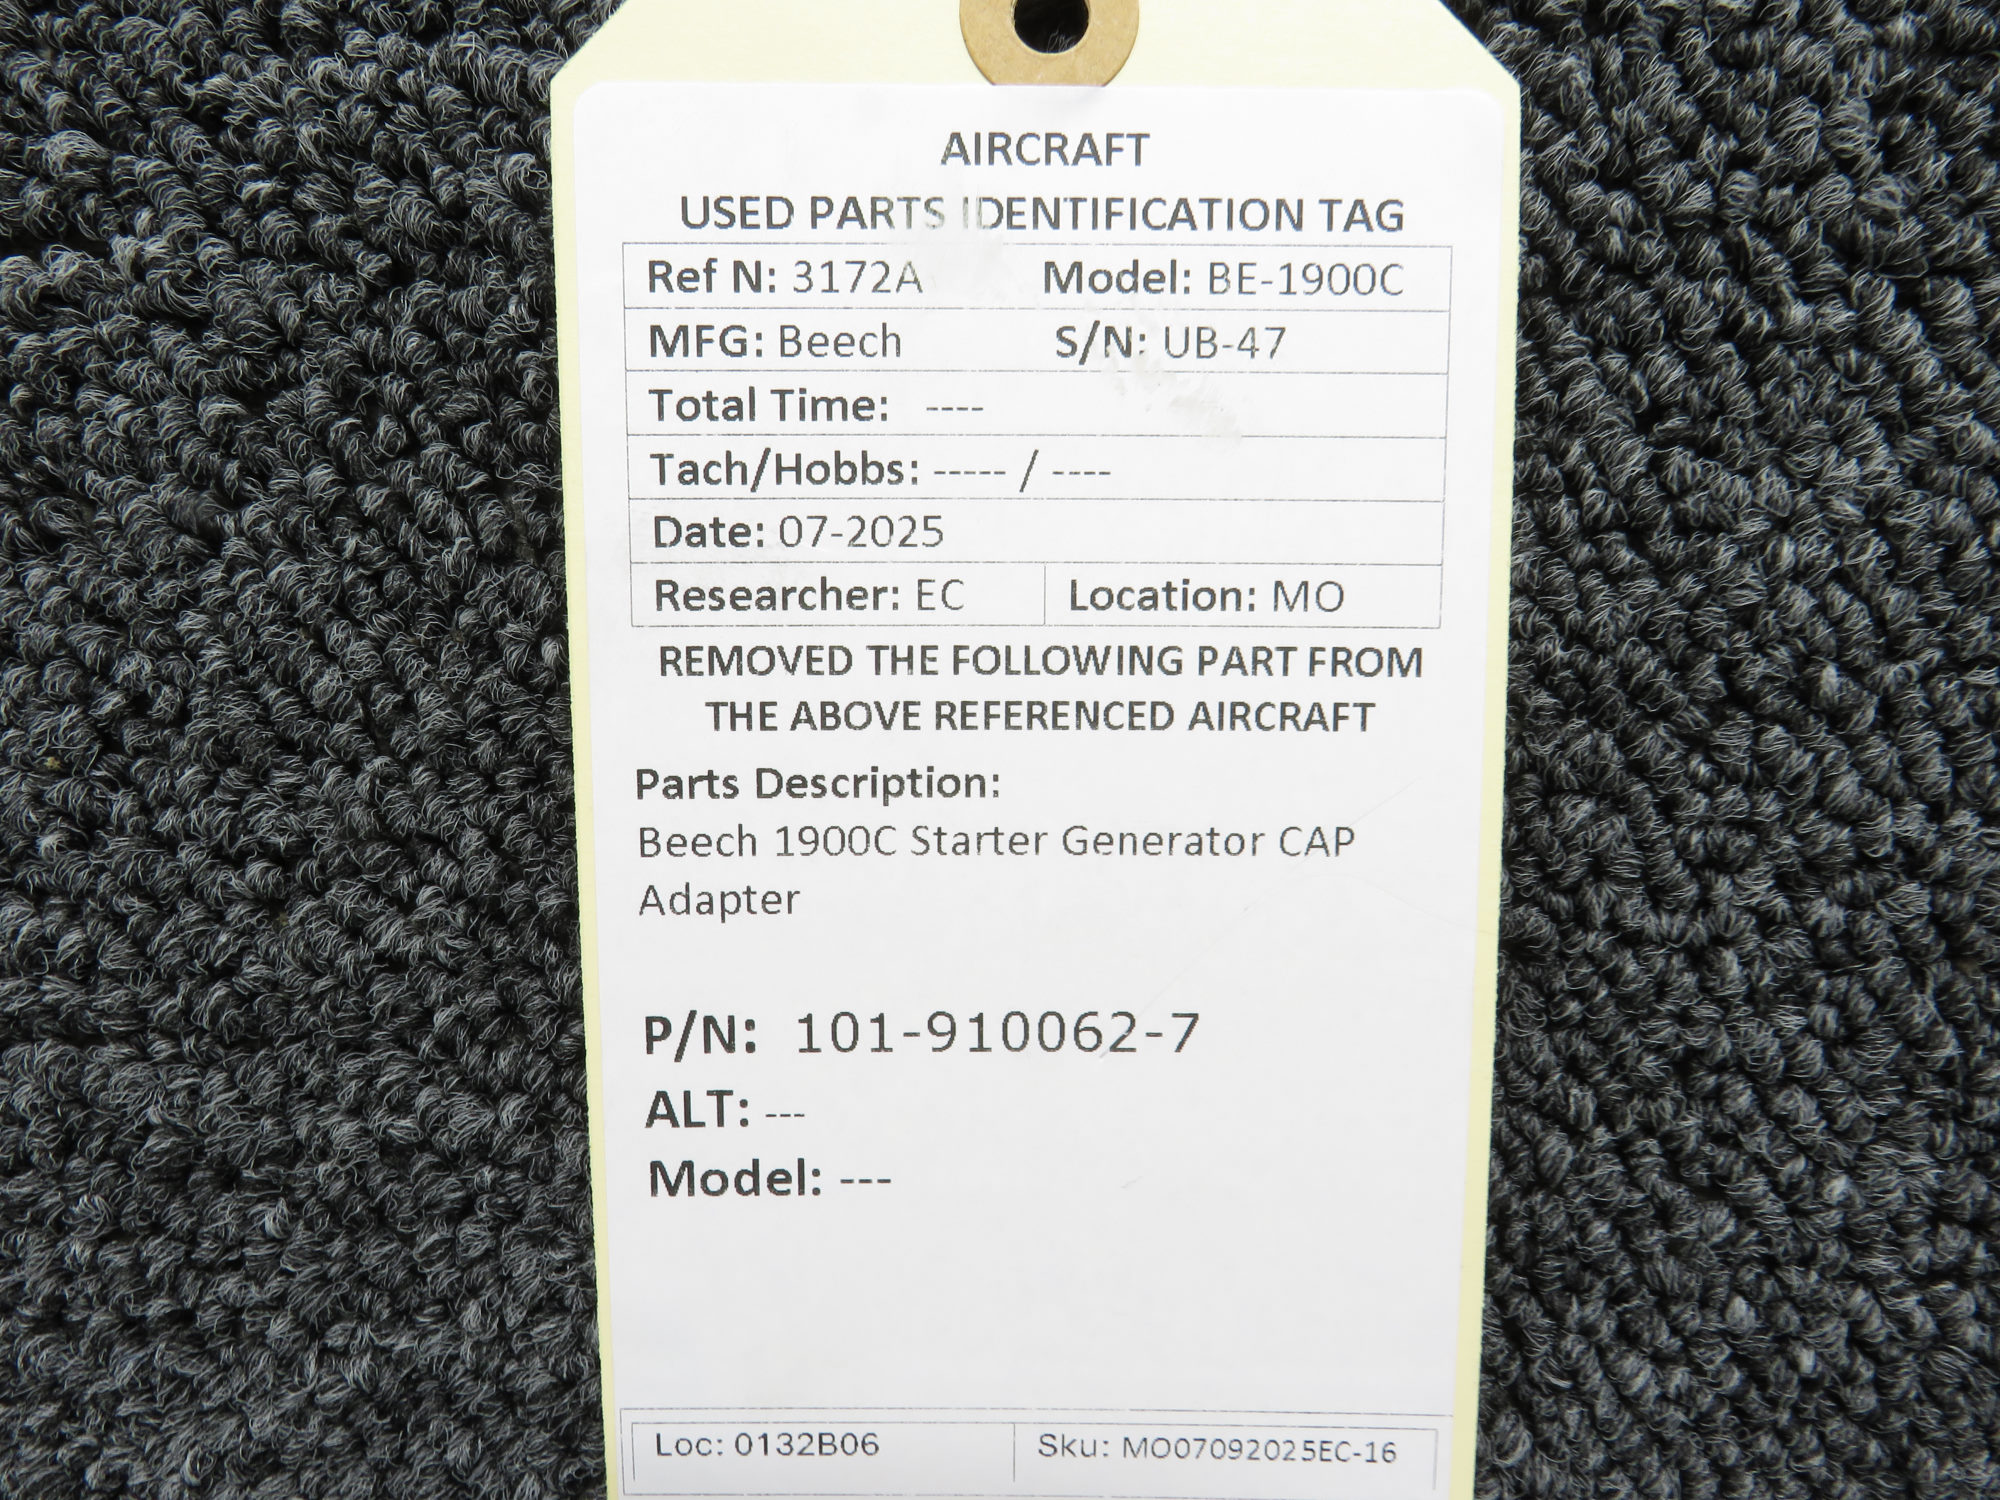 AIRCRAFT
USED PARTS IDENTIFICATION TAG
Ref N: 3172A Model: BE-1900C
MFG: Beech S/N: UB-47
Total Time: ----
Tach/Hobbs: ----- / ----
Date: 07-2025
Researcher: EC Location: MO
REMOVED THE FOLLOWING PART FROM
THE ABOVE REFERENCED AIRCRAFT
Parts Description:
Beech 1900C Starter Generator CAP
Adapter
P/N: 101-910062-7
ALT: ---
Model: ---
Loc: 0132B06 Sku: MO07092025EC-16